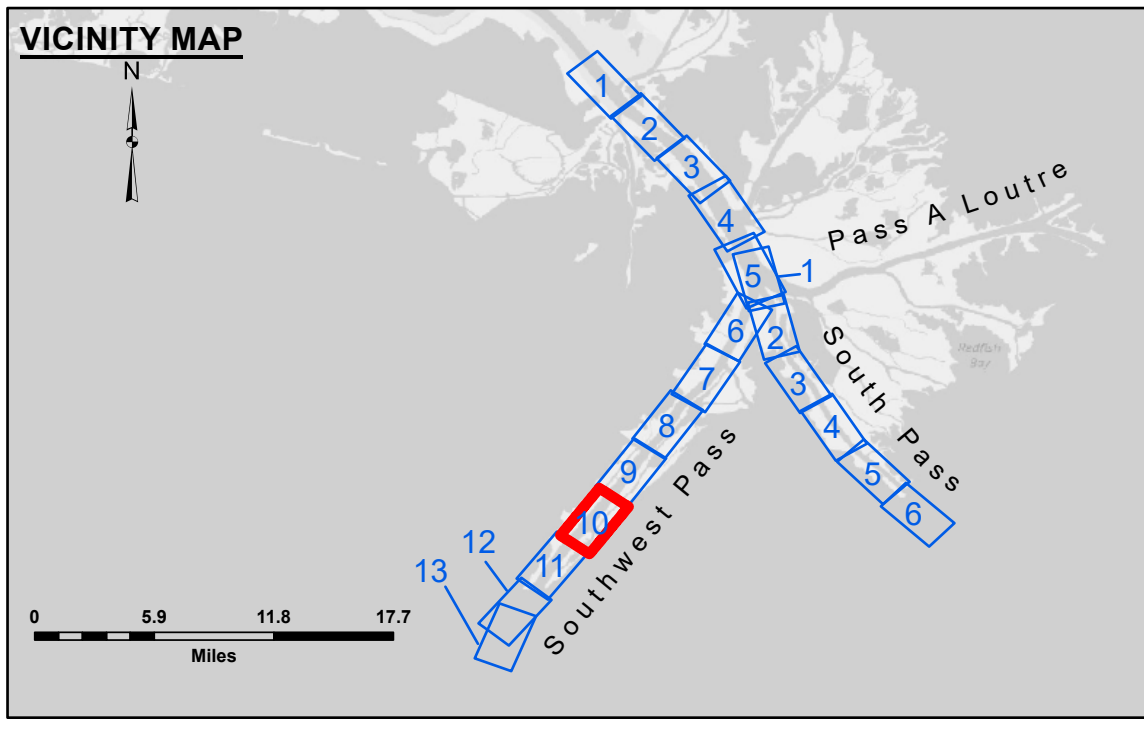 VICINITY MAP
N
1
2
3
4
5
1
Pass A Loutre
6
2
South Pass
Redfish
Bay
7
3
8
4
9
5
10
6
Southwest Pass
11
12
13
0 5.9 11.8 17.7
Miles